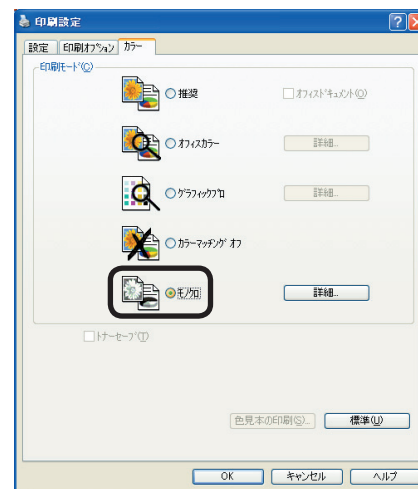 印刷設定
設定 印刷オプション カラー
印刷モード(C)
推奨 オフィスドキュメント(O)
オフィスカラー 詳細...
グラフィックプロ 詳細...
カラーマッチング オフ
モノクロ 詳細...
トナーセーブ(T)
色見本の印刷(S)... 標準(U)
OK キャンセル ヘルプ